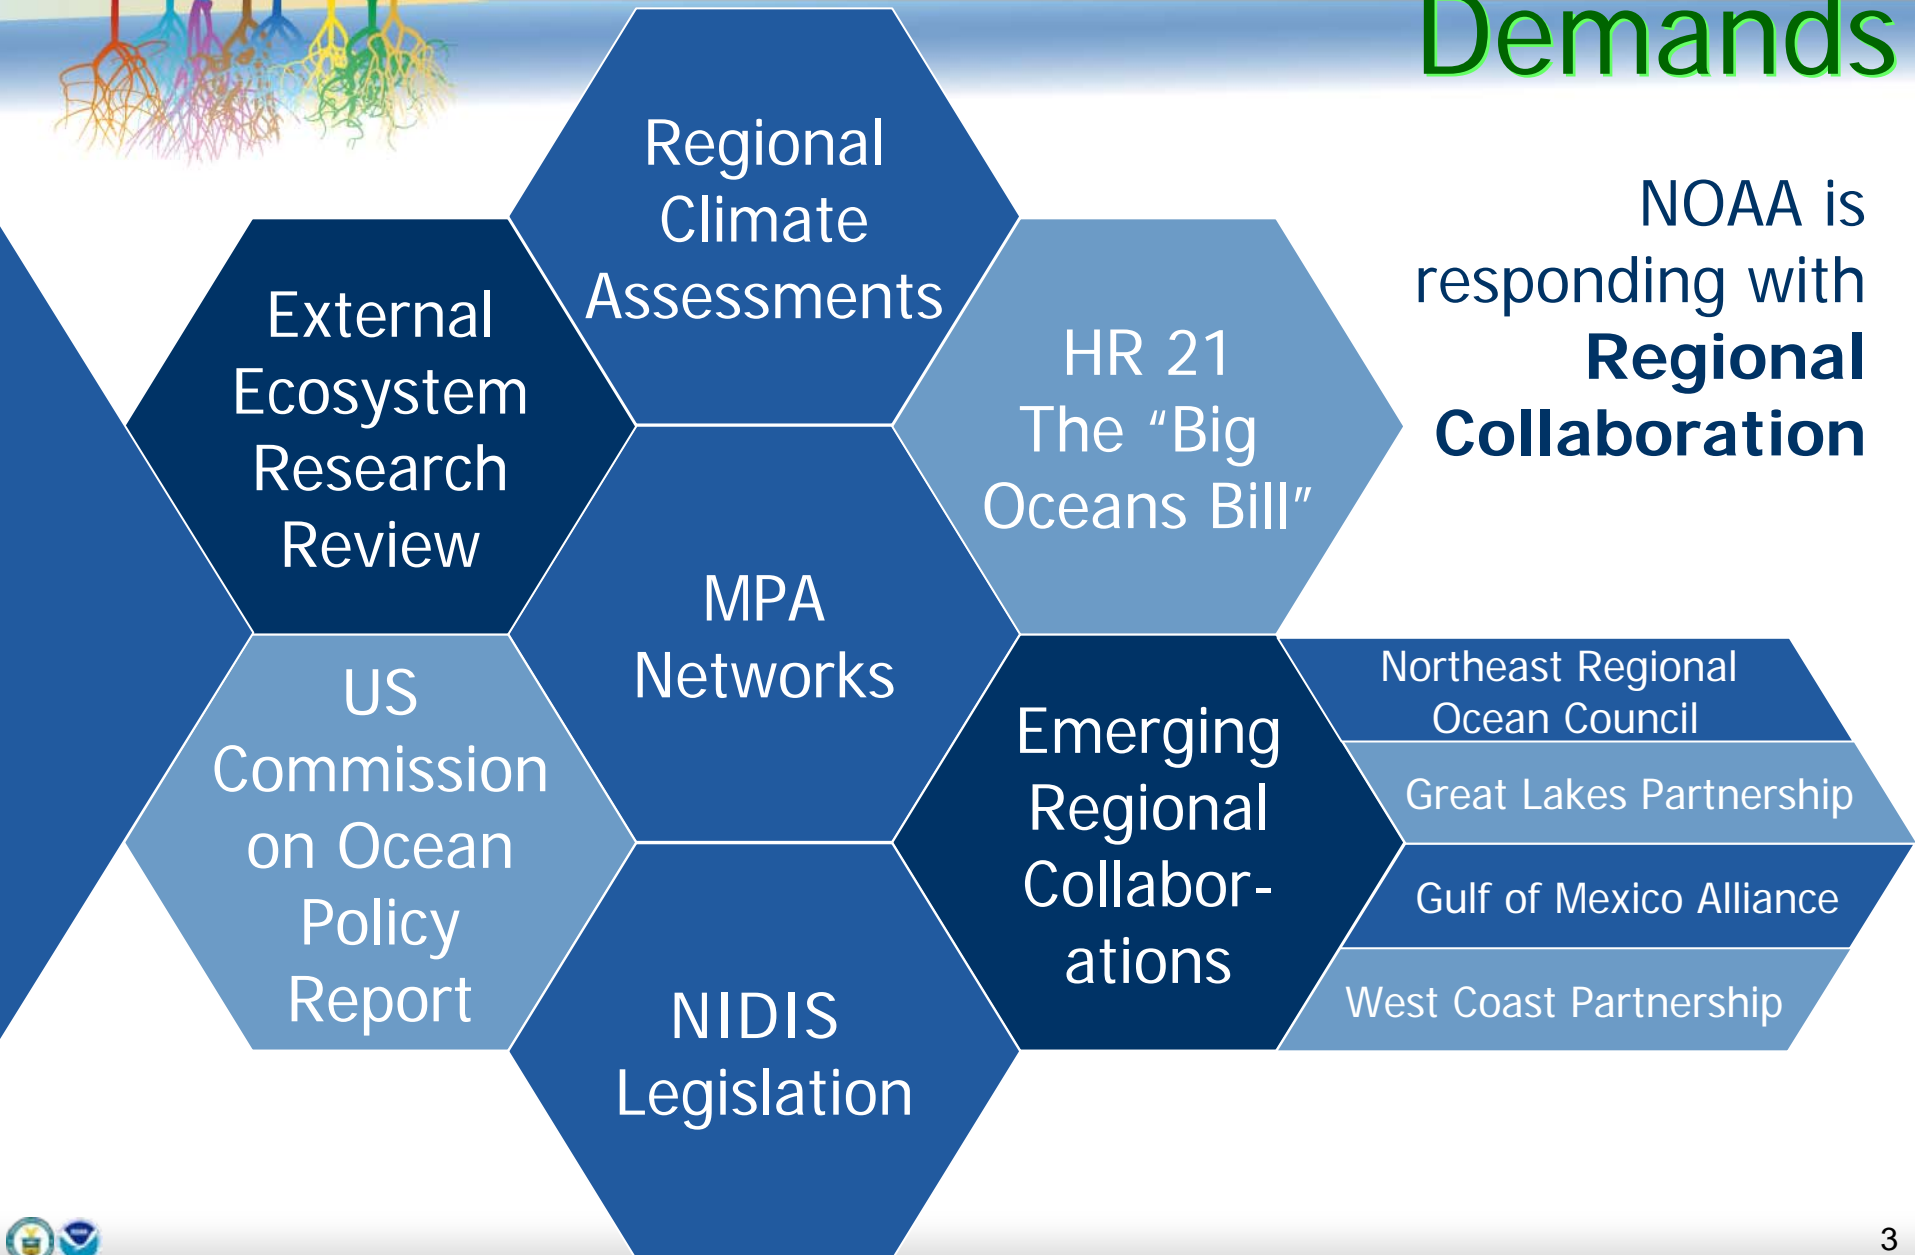 Demands
NOAA is
responding with
Regional
Collaboration
Regional
Climate
Assessments
External
Ecosystem
Research
Review
HR 21
The “Big
Oceans Bill”
MPA
Networks
US
Commission
on Ocean
Policy
Report
Emerging
Regional
Collabor-
ations
Northeast Regional
Ocean Council
Great Lakes Partnership
Gulf of Mexico Alliance
West Coast Partnership
NIDIS
Legislation
3